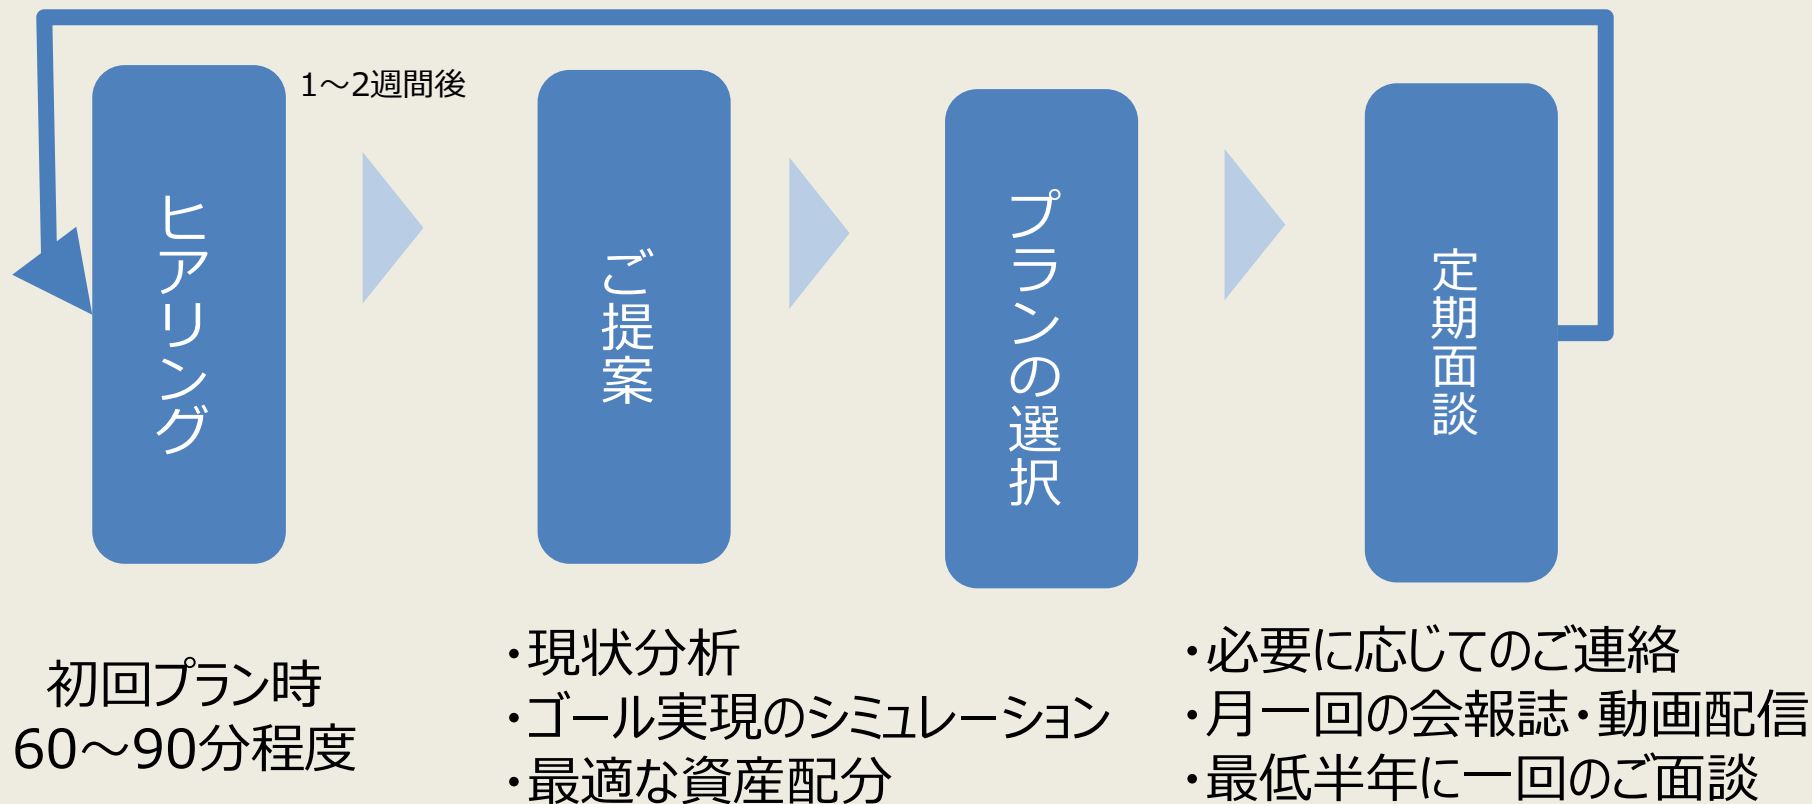 1～2週間後
ヒアリング
ご提案
プランの選択
定期面談
初回プラン時
60～90分程度
・現状分析
・ゴール実現のシミュレーション
・最適な資産配分
・必要に応じてのご連絡
・月一回の会報誌・動画配信
・最低半年に一回のご面談